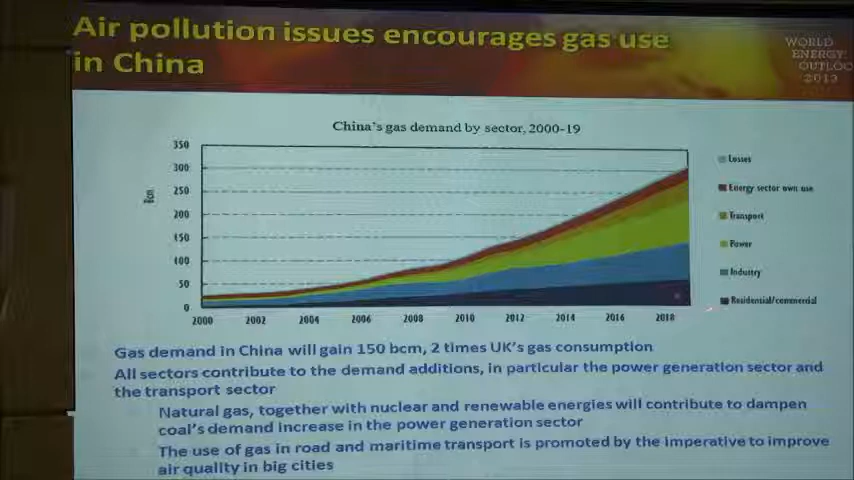 Air pollution issues encourages gas use
in China
WORLD
ENERGY
OUTLOO
2013
China's gas demand by sector, 2000-19
Bcm
350
300
250
200
150
100
50
0
2000 2002 2004 2006 2008 2010 2012 2014 2016 2018
Losses
Energy sector own use
Transport
Power
Industry
Residential/commercial
Gas demand in China will gain 150 bcm, 2 times UK's gas consumption
All sectors contribute to the demand additions, in particular the power generation sector and
the transport sector
Natural gas, together with nuclear and renewable energies will contribute to dampen
coal's demand increase in the power generation sector
The use of gas in road and maritime transport is promoted by the imperative to improve
air quality in big cities